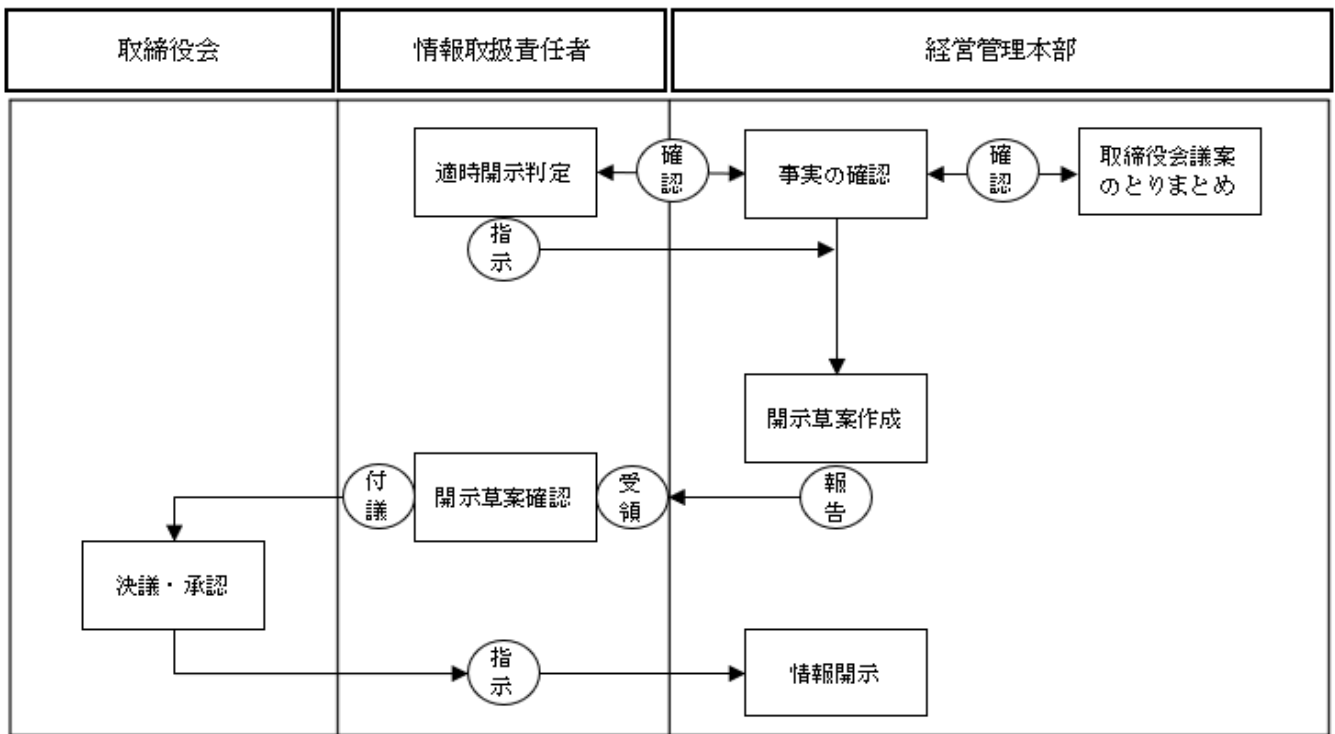 取締役会
情報取扱責任者
経営管理本部
適時開示判定
確
認
事実の確認
確
認
取締役会議案
のとりまとめ
指
示
開示草案作成
付
議
開示草案確認
受
領
報
告
決議・承認
指
示
情報開示